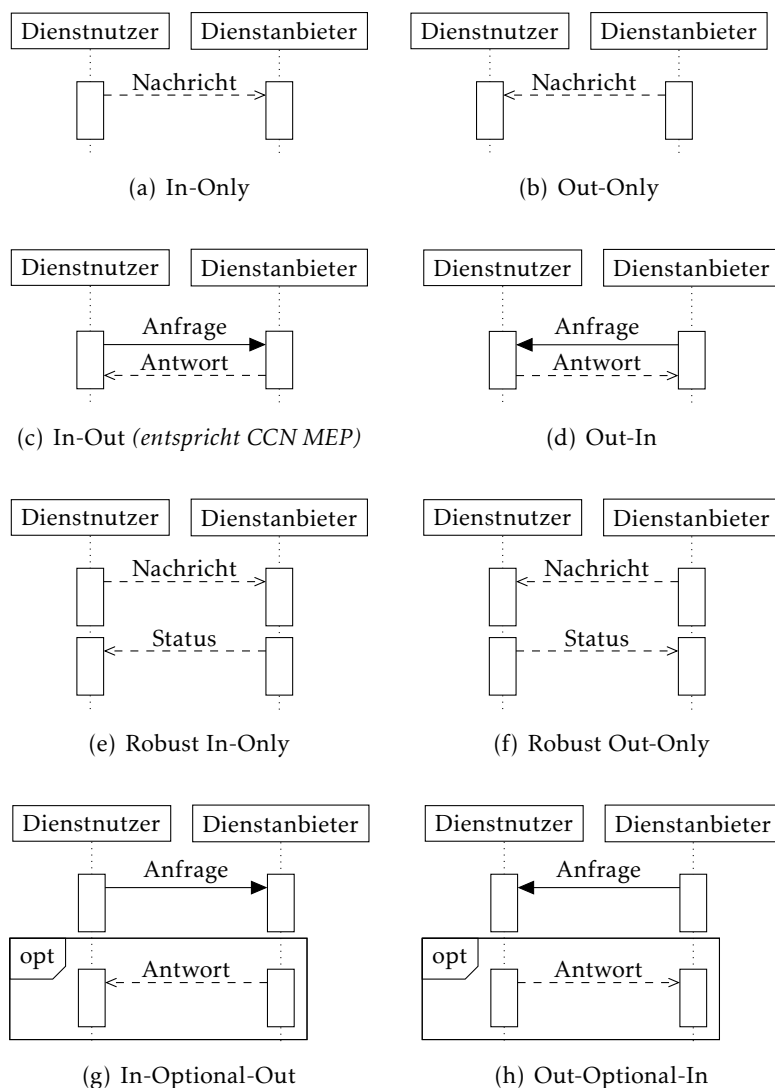 Dienstnutzer Dienstanbieter
Nachricht
(a) In-Only
Dienstnutzer Dienstanbieter
Nachricht
(b) Out-Only
Dienstnutzer Dienstanbieter
Anfrage
Antwort
(c) In-Out (entspricht CCN MEP)
Dienstnutzer Dienstanbieter
Anfrage
Antwort
(d) Out-In
Dienstnutzer Dienstanbieter
Nachricht
Status
(e) Robust In-Only
Dienstnutzer Dienstanbieter
Nachricht
Status
(f) Robust Out-Only
Dienstnutzer Dienstanbieter
Anfrage
opt
Antwort
(g) In-Optional-Out
Dienstnutzer Dienstanbieter
Anfrage
opt
Antwort
(h) Out-Optional-In